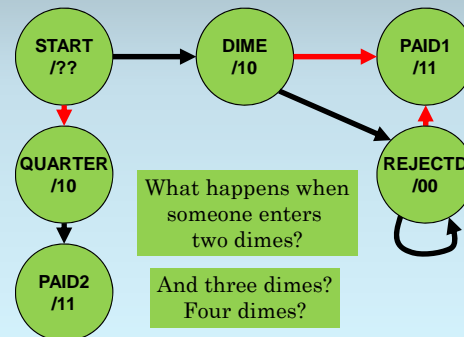 START
/??
DIME
/10
PAID1
/11
QUARTER
/10
REJECTD
/00
What happens when
someone enters
two dimes?
PAID2
/11
And three dimes?
Four dimes?